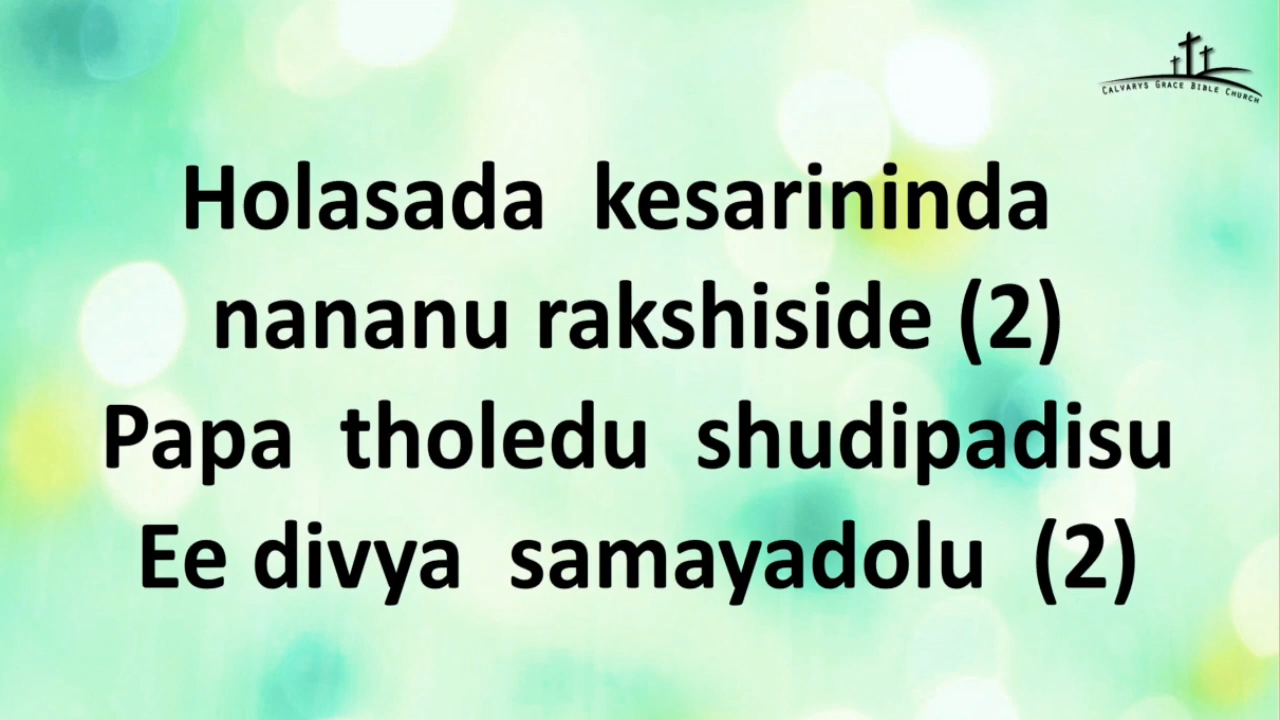 CALVARYS GRACE BIBLE CHURCH
Holasada kesarininda
nananu rakshiside (2)
Papa tholedu shudipadisu
Ee divya samayadolu (2)